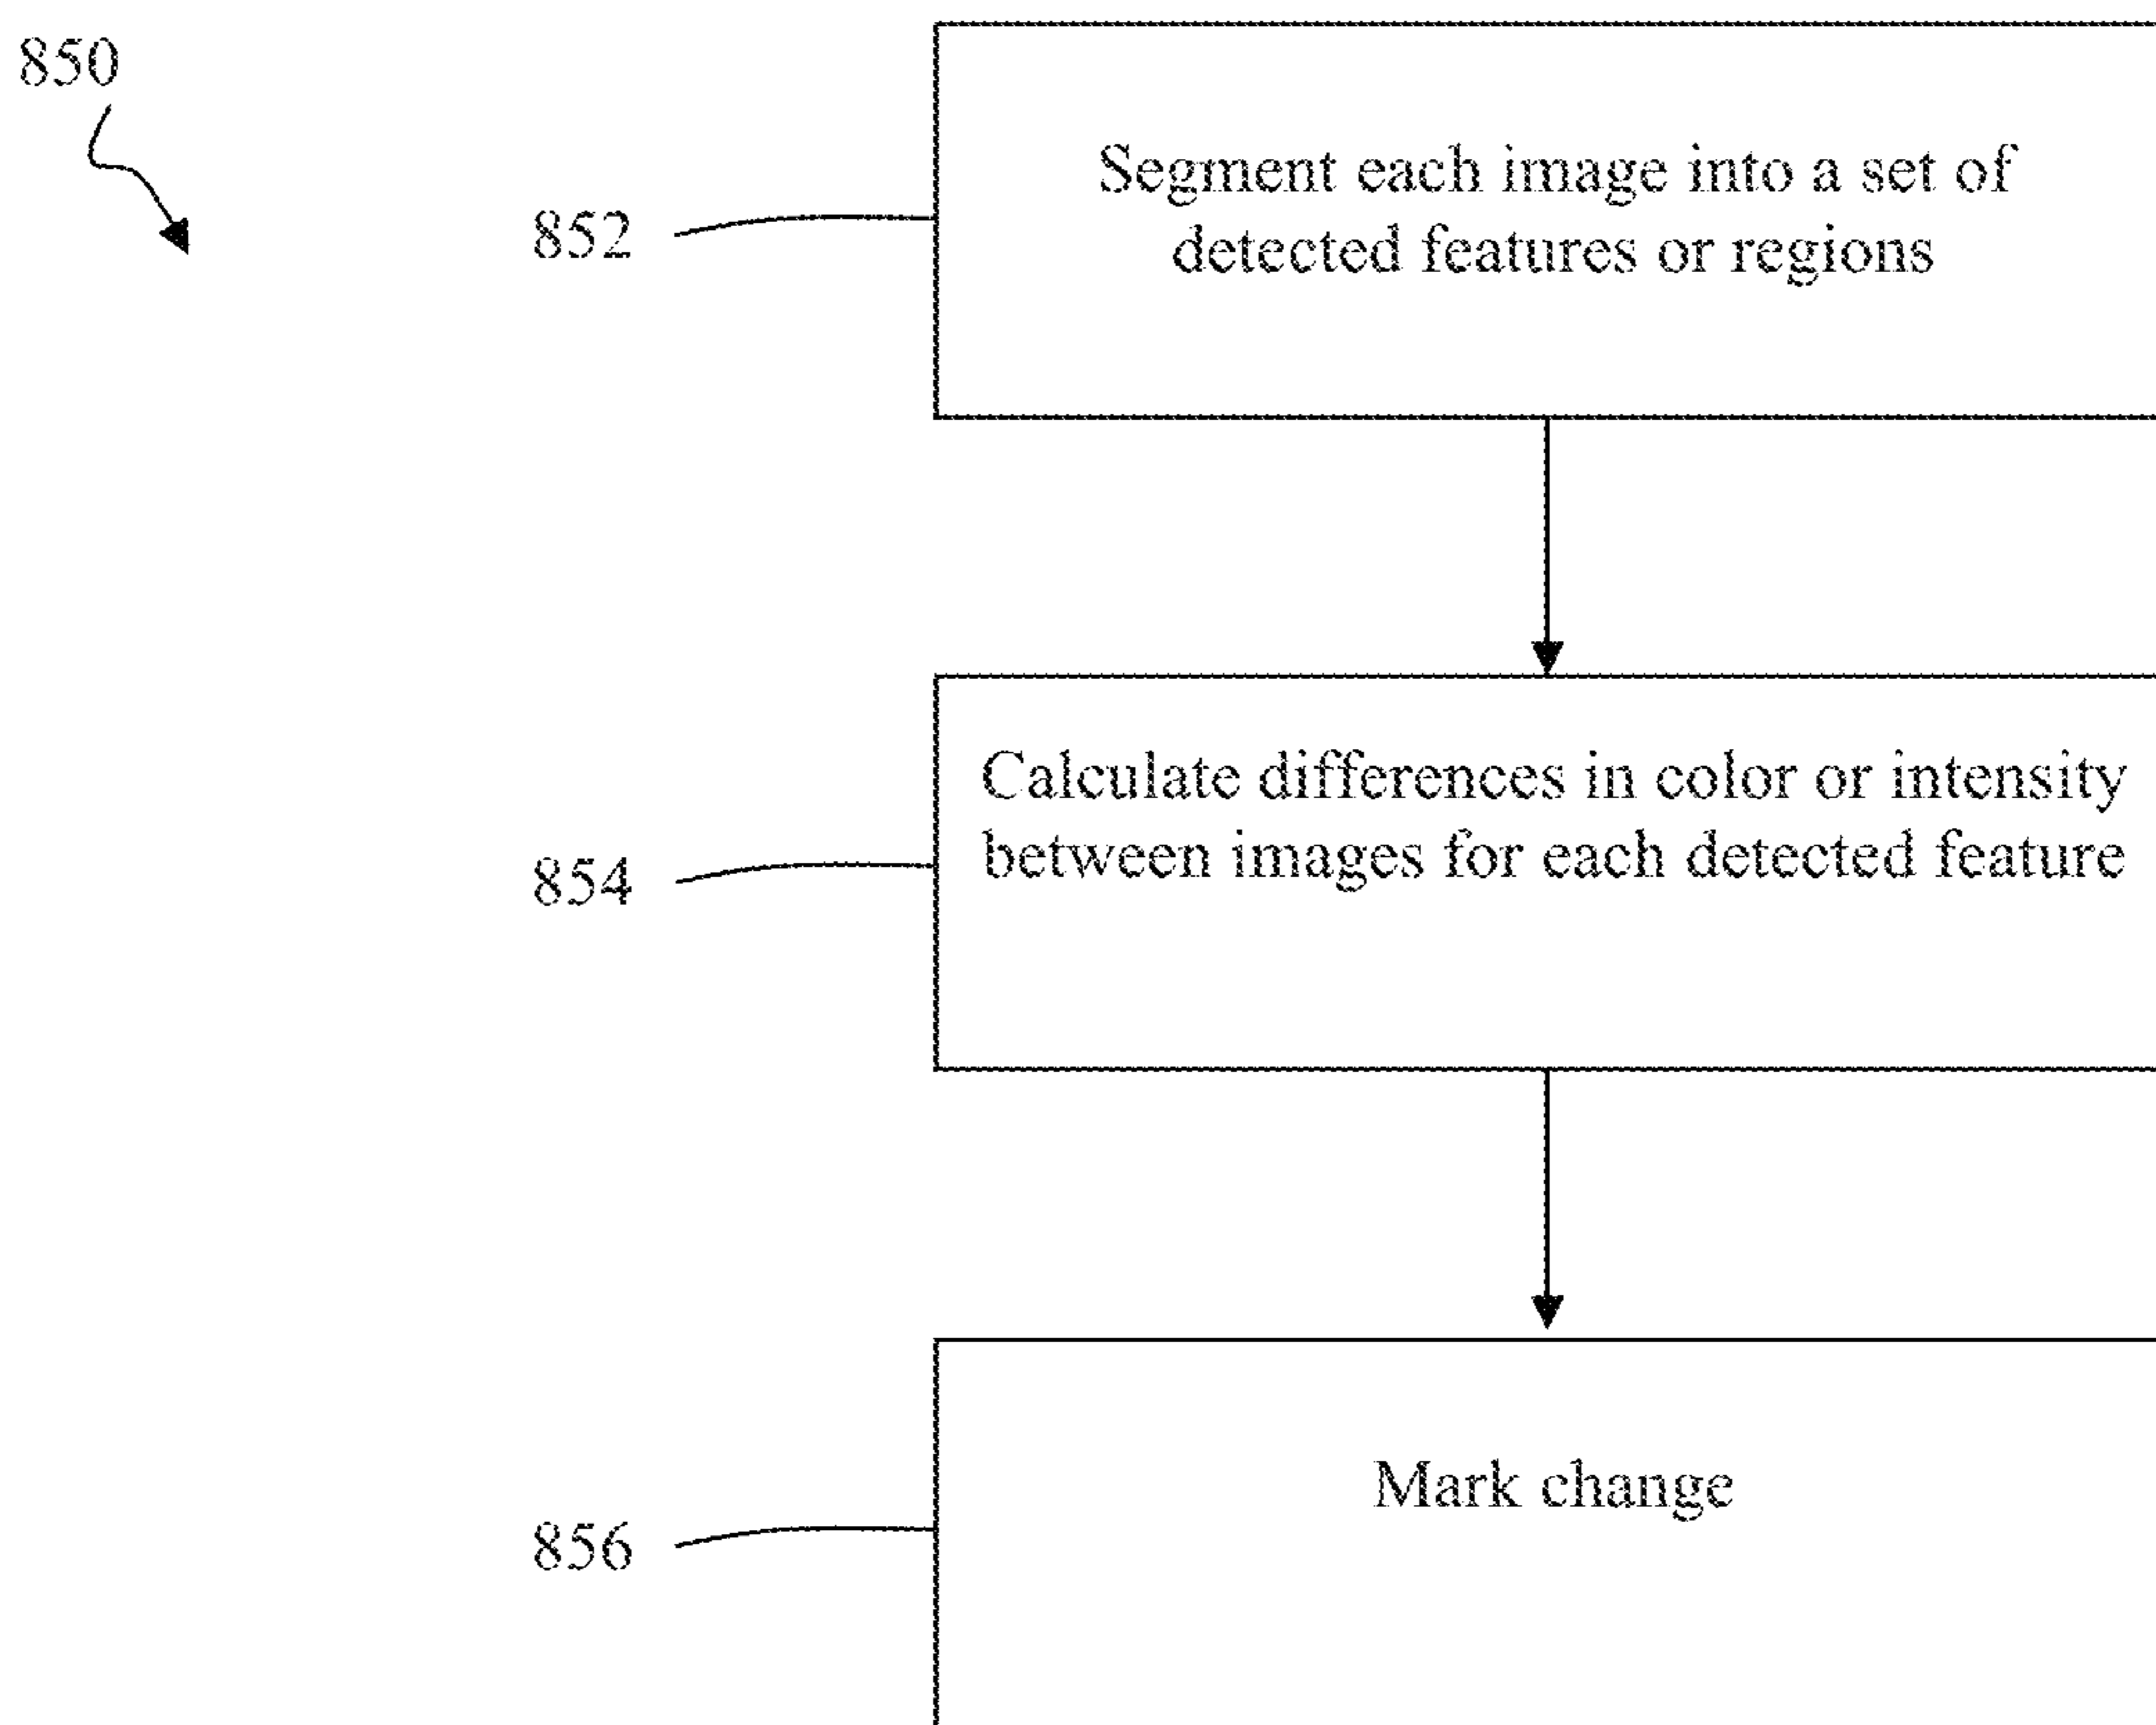 850
852
Segment each image into a set of
detected features or regions
854
Calculate differences in color or intensity
between images for each detected feature
856
Mark change